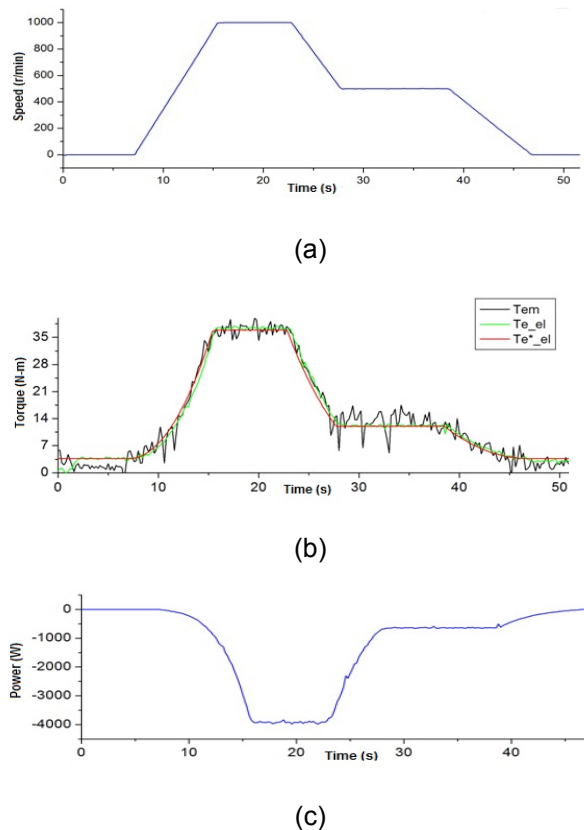 Speed (r/min)
1000
800
600
400
200
0
0 10 20 30 40 50
Time (s)
(a)
Torque (N-m)
35
28
21
14
7
0
Tem
Te_el
Te*_el
0 10 20 30 40 50
Time (s)
(b)
Power (W)
0
-1000
-2000
-3000
-4000
0 10 20 30 40
Time (s)
(c)